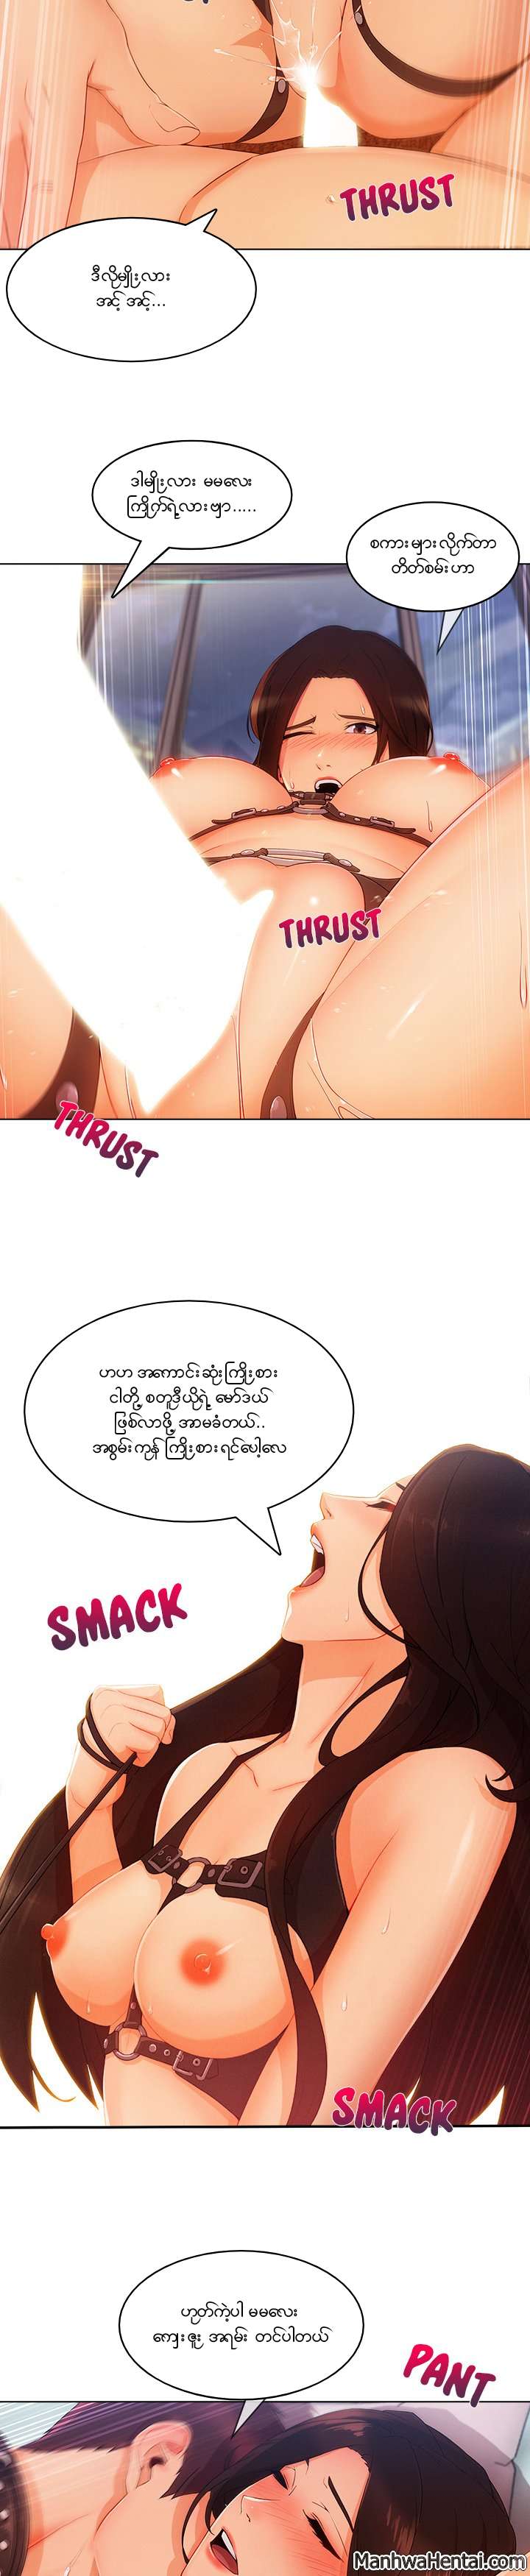 THRUST
ဒီလိုမျိုးလား
အင့် အင့်...
ဒါမျိုးလား မမလေး
ကြိုက်ရဲ့လားဗျာ.....
စကားများလိုက်တာ
တိတ်စမ်းဟာ
THRUST
THRUST
ဟဟ အကောင်းဆုံးကြိုးစား
ငါတို့ စတူဒီယိုရဲ့ မော်ဒယ်
ဖြစ်လာဖို့ အာမခံတယ်..
အစွမ်းကုန် ကြိုးစားရင်ပေါ့လေ
SMACK
SMACK
ဟုတ်ကဲ့ပါ မမလေး
ကျေးဇူး အရမ်း တင်ပါတယ်
PANT
ManhwaHentai.com